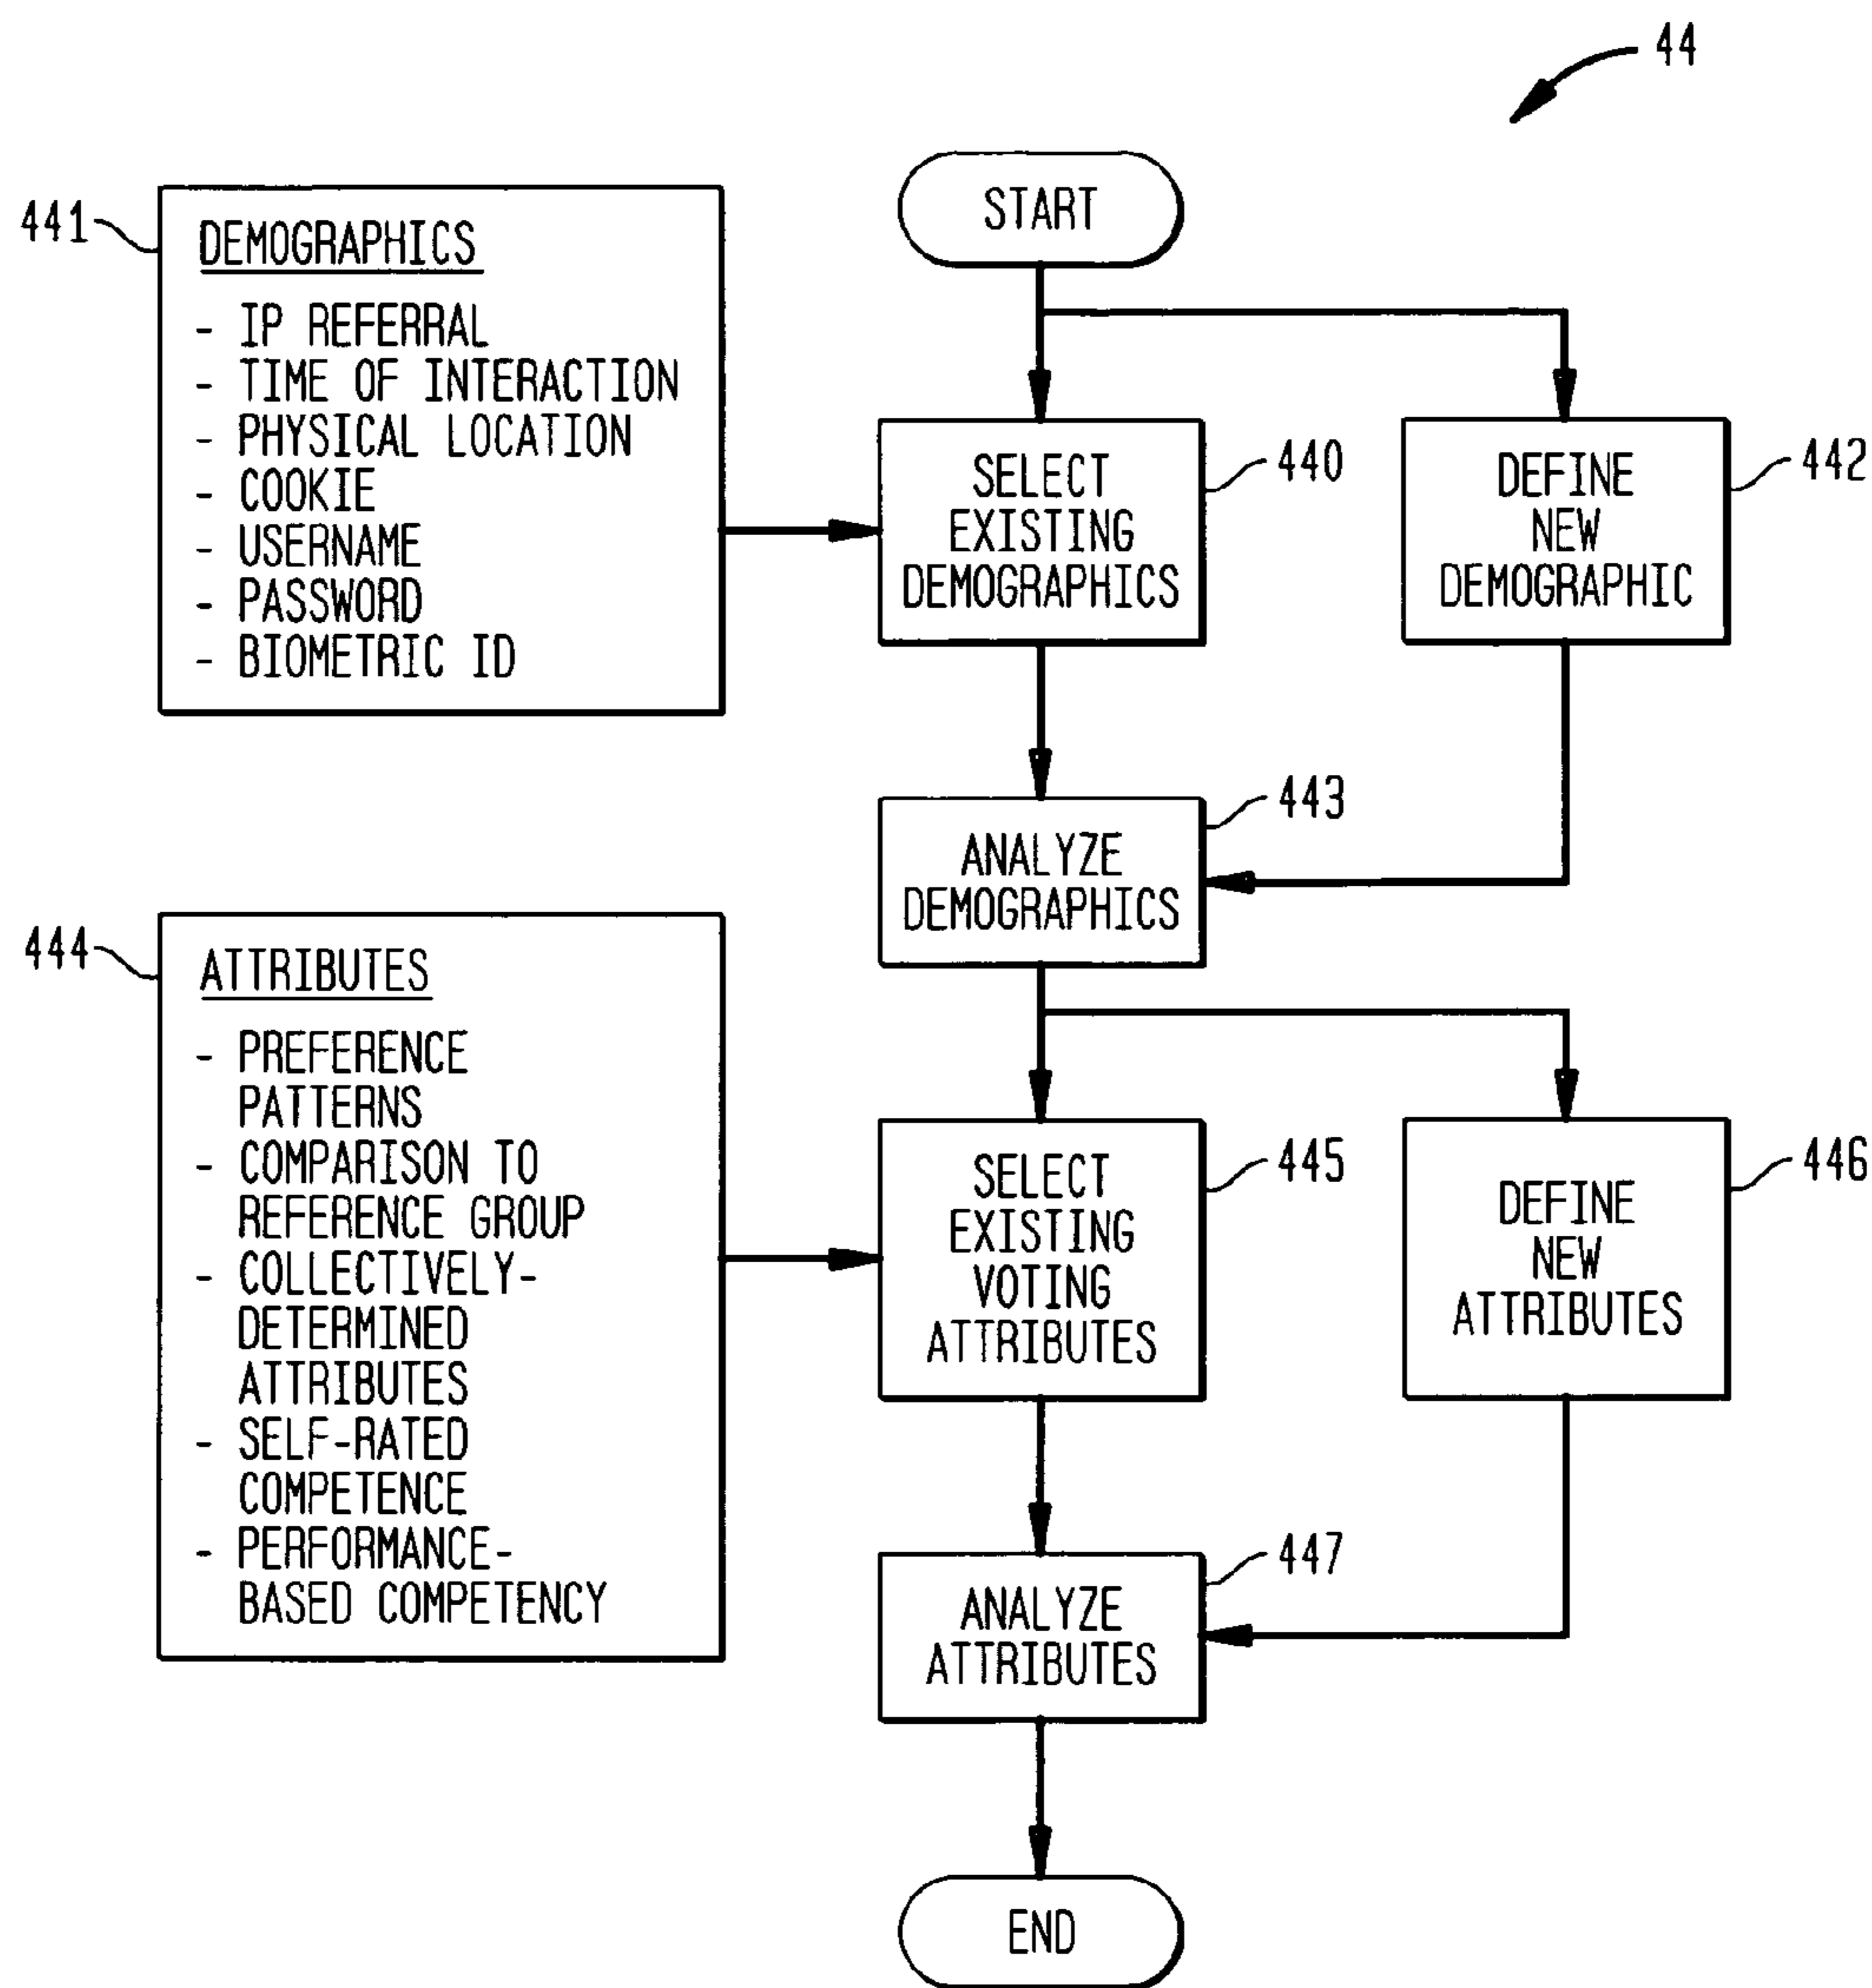 44
START
441
DEMOGRAPHICS
- IP REFERRAL
- TIME OF INTERACTION
- PHYSICAL LOCATION
- COOKIE
- USERNAME
- PASSWORD
- BIOMETRIC ID
SELECT
EXISTING
DEMOGRAPHICS
440
DEFINE
NEW
DEMOGRAPHIC
442
ANALYZE
DEMOGRAPHICS
443
444
ATTRIBUTES
- PREFERENCE
PATTERNS
- COMPARISON TO
REFERENCE GROUP
- COLLECTIVELY-
DETERMINED
ATTRIBUTES
- SELF-RATED
COMPETENCE
- PERFORMANCE-
BASED COMPETENCY
SELECT
EXISTING
VOTING
ATTRIBUTES
445
DEFINE
NEW
ATTRIBUTES
446
ANALYZE
ATTRIBUTES
447
END